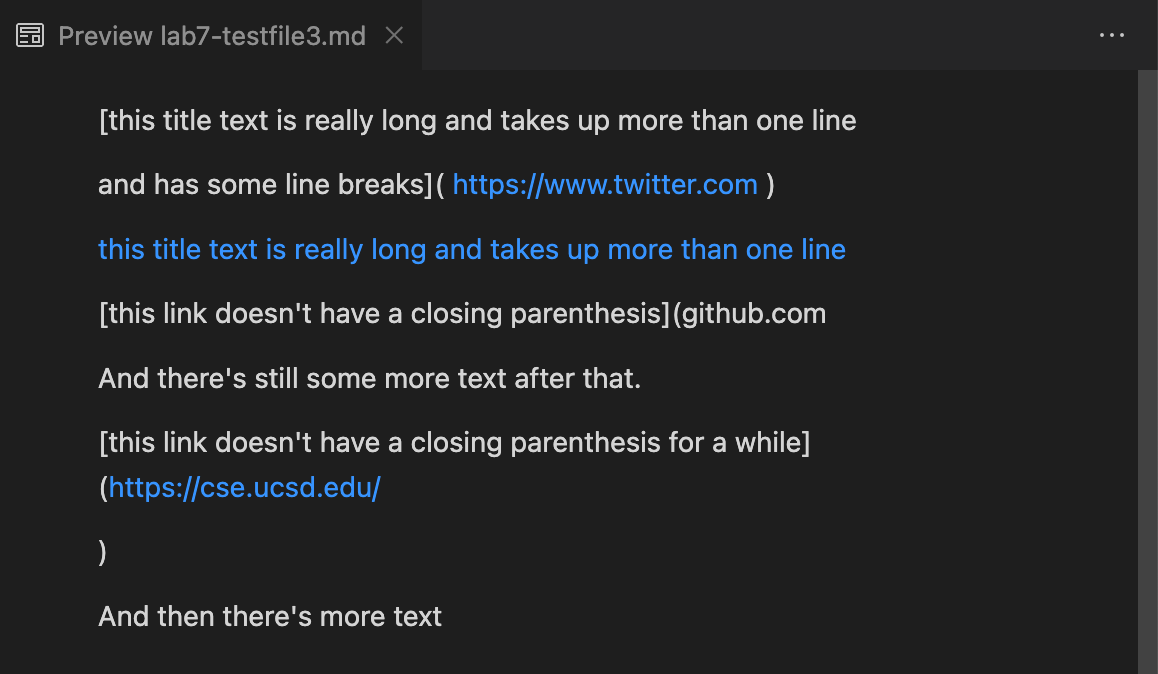 Preview lab7-testfile3.md
[this title text is really long and takes up more than one line
and has some line breaks]( https://www.twitter.com )
this title text is really long and takes up more than one line
[this link doesn't have a closing parenthesis](github.com
And there's still some more text after that.
[this link doesn't have a closing parenthesis for a while]
(https://cse.ucsd.edu/
)
And then there's more text